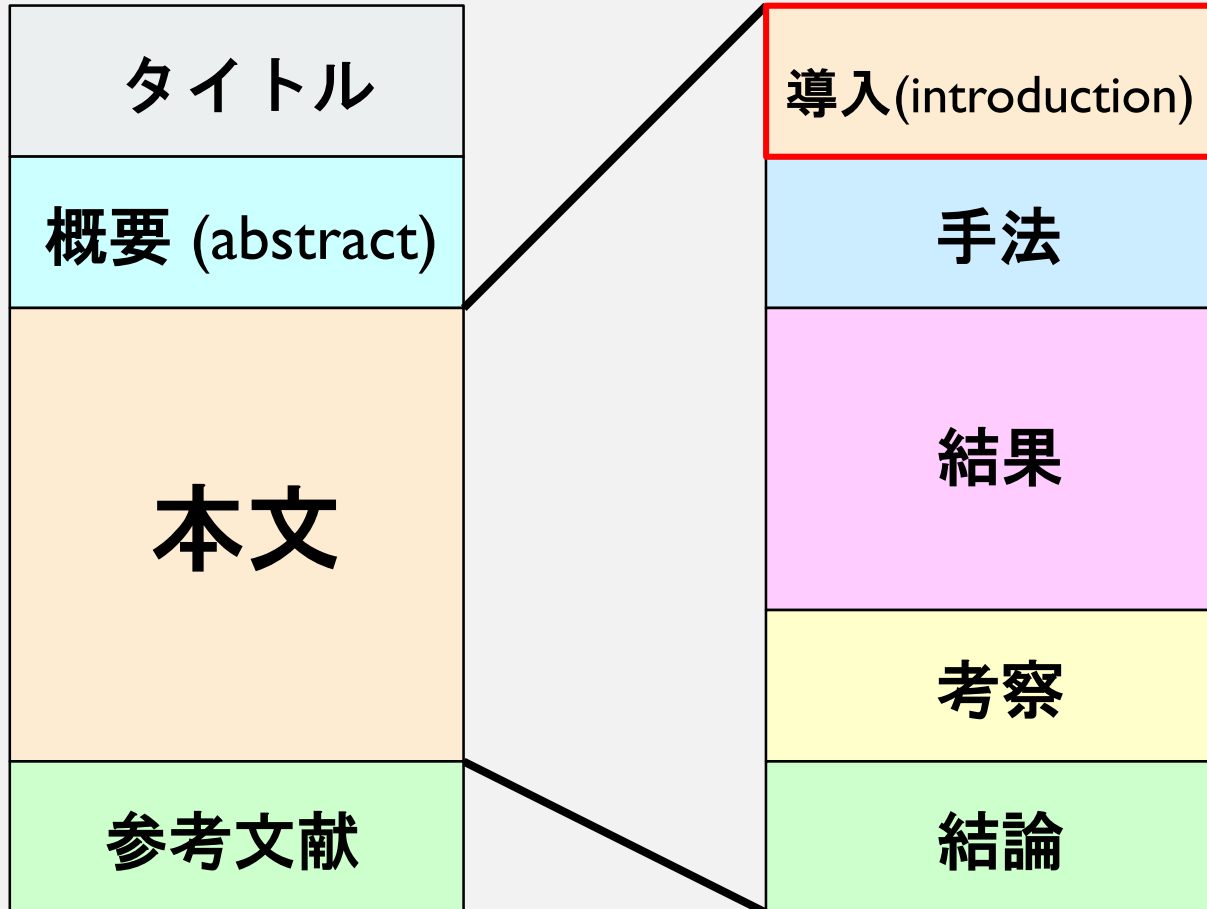 タイトル
概要 (abstract)
本文
参考文献
導入(introduction)
手法
結果
考察
結論